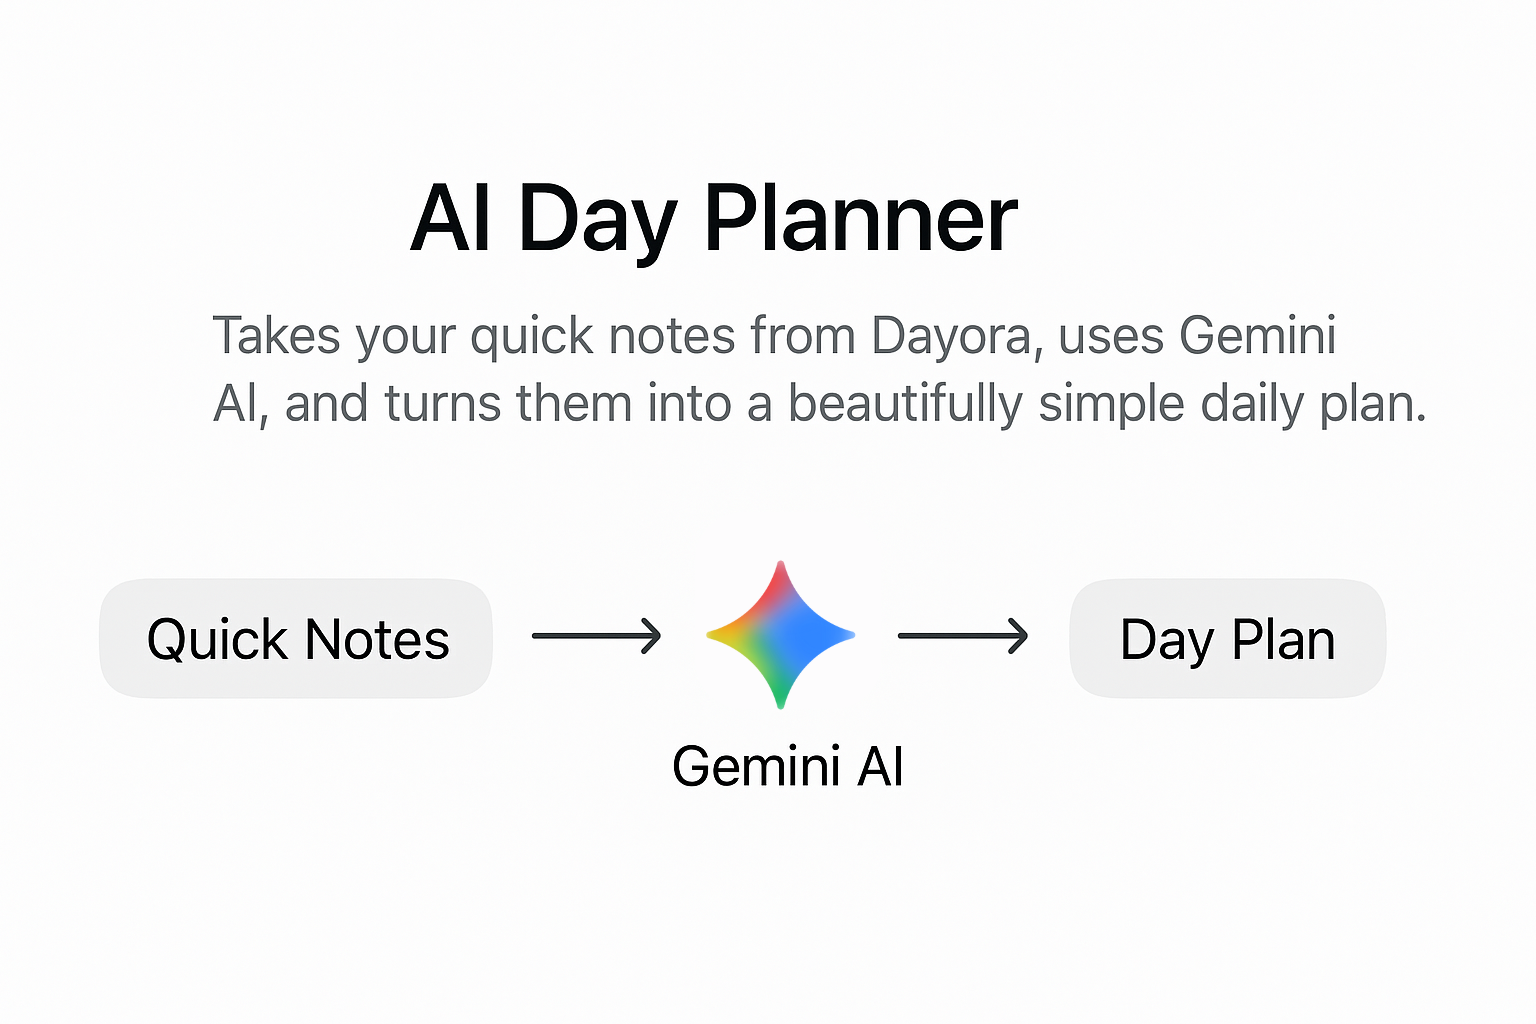 AI Day Planner
Takes your quick notes from Dayora, uses Gemini
AI, and turns them into a beautifully simple daily plan.
Quick Notes
Day Plan
Gemini AI